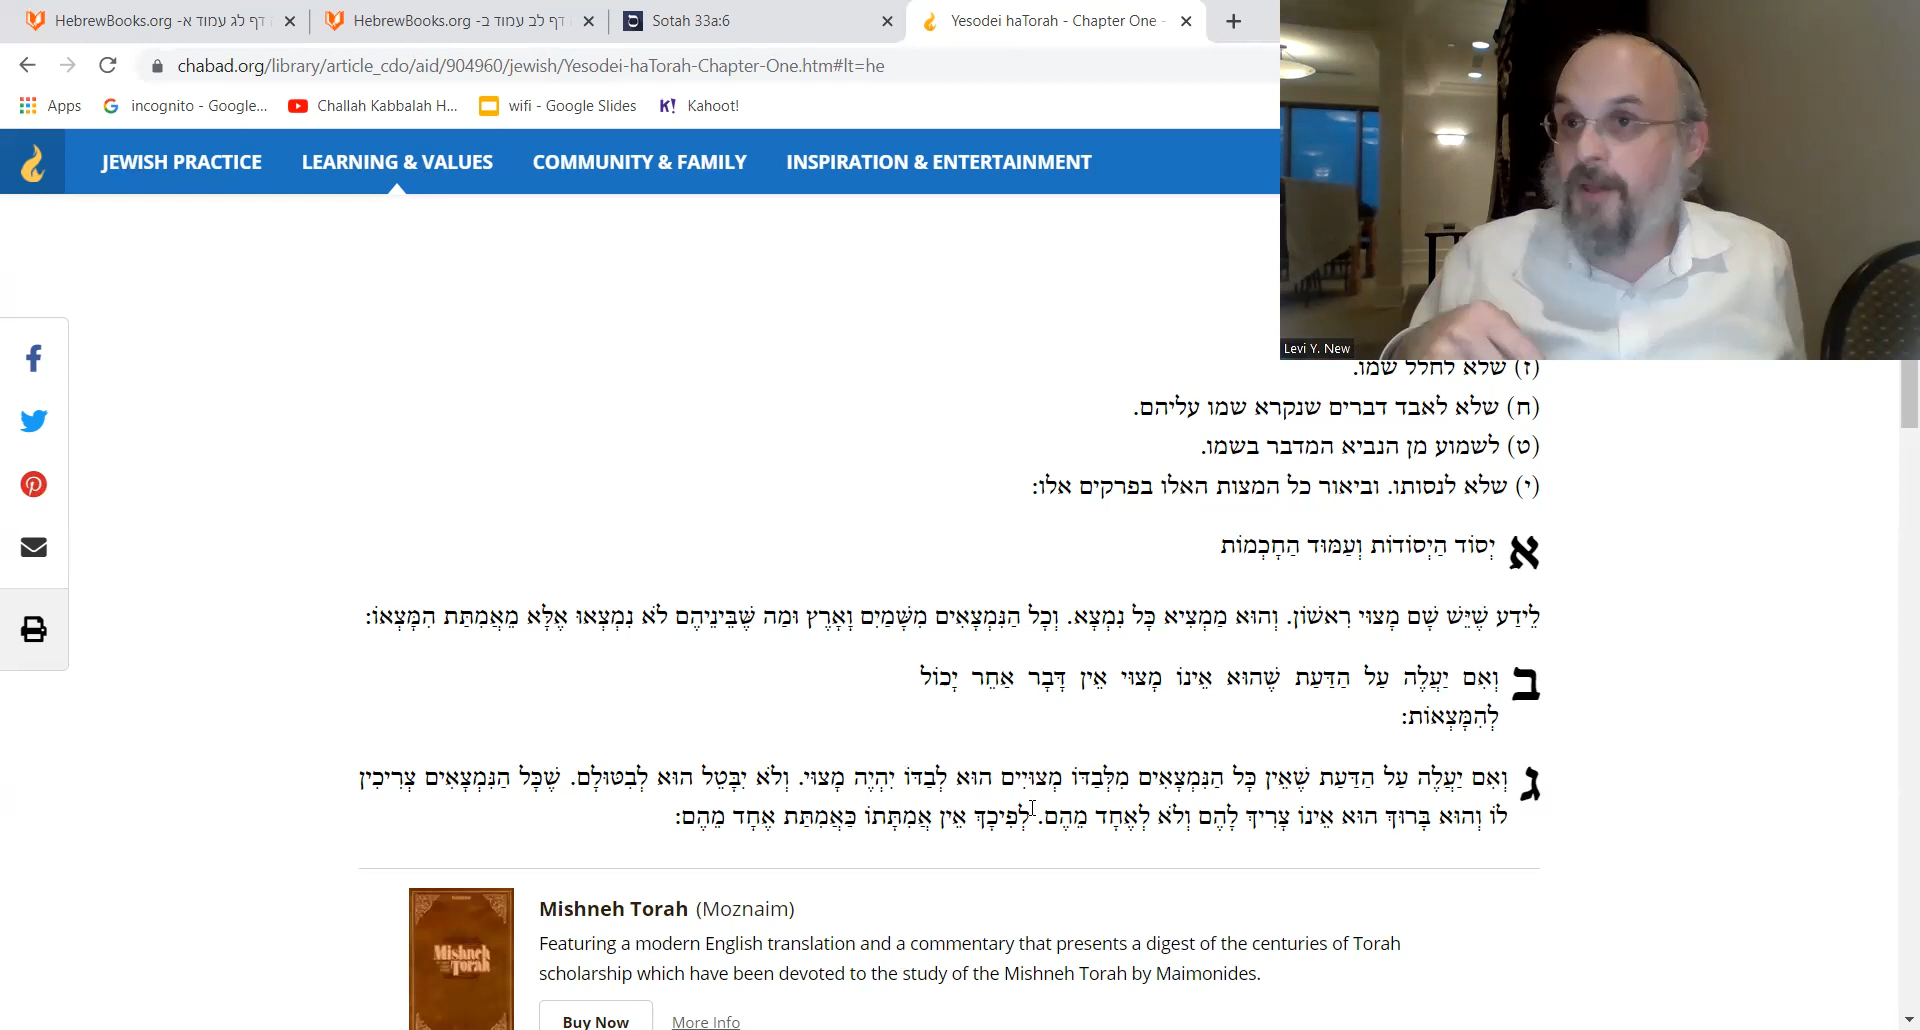 HebrewBooks.org -דף לג עמוד א
HebrewBooks.org -דף לב עמוד ב
Sotah 33a:6
Yesodei haTorah - Chapter One -
chabad.org/library/article_cdo/aid/904960/jewish/Yesodei-haTorah-Chapter-One.htm#lt=he
Apps
incognito - Google...
Challah Kabbalah H...
wifi - Google Slides
K! Kahoot!
JEWISH PRACTICE
LEARNING & VALUES
COMMUNITY & FAMILY
INSPIRATION & ENTERTAINMENT
Levi Y. New
(ז) שלא לחלל שמו.
(ח) שלא לאבד דברים שנקרא שמו עליהם.
(ט) לשמוע מן הנביא המדבר בשמו.
(י) שלא לנסותו. וביאור כל המצות האלו בפרקים אלו:
א יְסוֹד הַיְסוֹדוֹת וְעַמּוּד הַחָכְמוֹת
לֵידַע שֶׁיֵּשׁ שָׁם מָצוּי רִאשׁוֹן. וְהוּא מַמְצִיא כָּל נִמְצָא. וְכָל הַנִּמְצָאִים מִשָּׁמַיִם וָאָרֶץ וּמַה שֶּׁבֵּינֵיהֶם לֹא נִמְצְאוּ אֶלָּא מֵאֲמִתַּת הִמָּצְאוֹ:
ב וְאִם יַעֲלֶה עַל הַדַּעַת שֶׁהוּא אֵינוֹ מָצוּי אֵין דָּבָר אַחֵר יָכוֹל
לְהִמָּצְאוֹת:
ג וְאִם יַעֲלֶה עַל הַדַּעַת שֶׁאֵין כָּל הַנִּמְצָאִים מִלְּבַדּוֹ מְצוּיִים הוּא לְבַדּוֹ יִהְיֶה מָצוּי. וְלֹא יִבָּטֵל הוּא לְבִטּוּלָם. שֶׁכָּל הַנִּמְצָאִים צְרִיכִין
לוֹ וְהוּא בָּרוּךְ הוּא אֵינוֹ צָרִיךְ לָהֶם וְלֹא לְאֶחָד מֵהֶם. לְפִיכָךְ אֵין אֲמִתָּתוֹ כַּאֲמִתַּת אֶחָד מֵהֶם:
Mishneh Torah
Mishneh Torah (Moznaim)
Featuring a modern English translation and a commentary that presents a digest of the centuries of Torah
scholarship which have been devoted to the study of the Mishneh Torah by Maimonides.
Buy Now
More Info